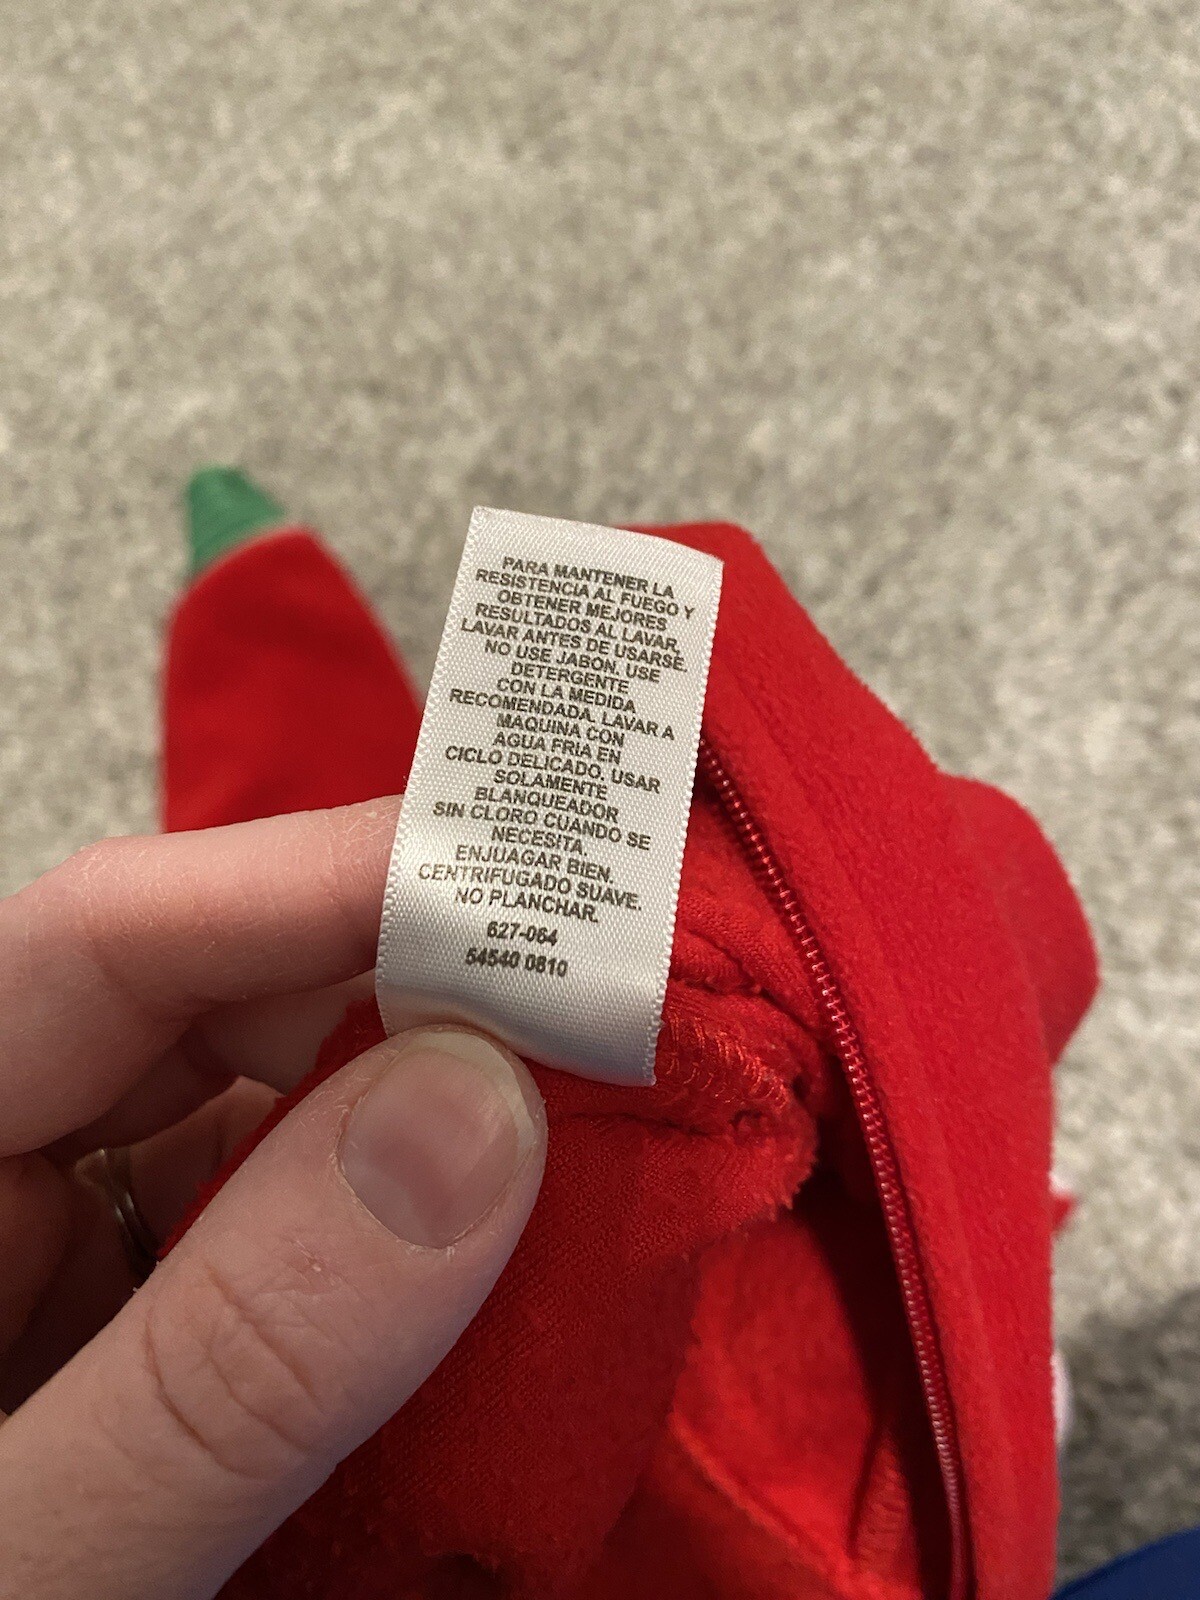 PARA MANTENER LA
RESISTENCIA AL FUEGO Y
OBTENER MEJORES
RESULTADOS AL LAVAR,
LAVAR ANTES DE USARSE.
NO USE JABON. USE
DETERGENTE
CON LA MEDIDA
RECOMENDADA. LAVAR A
MAQUINA CON
AGUA FRIA EN
CICLO DELICADO. USAR
SOLAMENTE
BLANQUEADOR
SIN CLORO CUANDO SE
NECESITA.
ENJUAGAR BIEN.
CENTRIFUGADO SUAVE.
NO PLANCHAR.
627-064
54540 0810